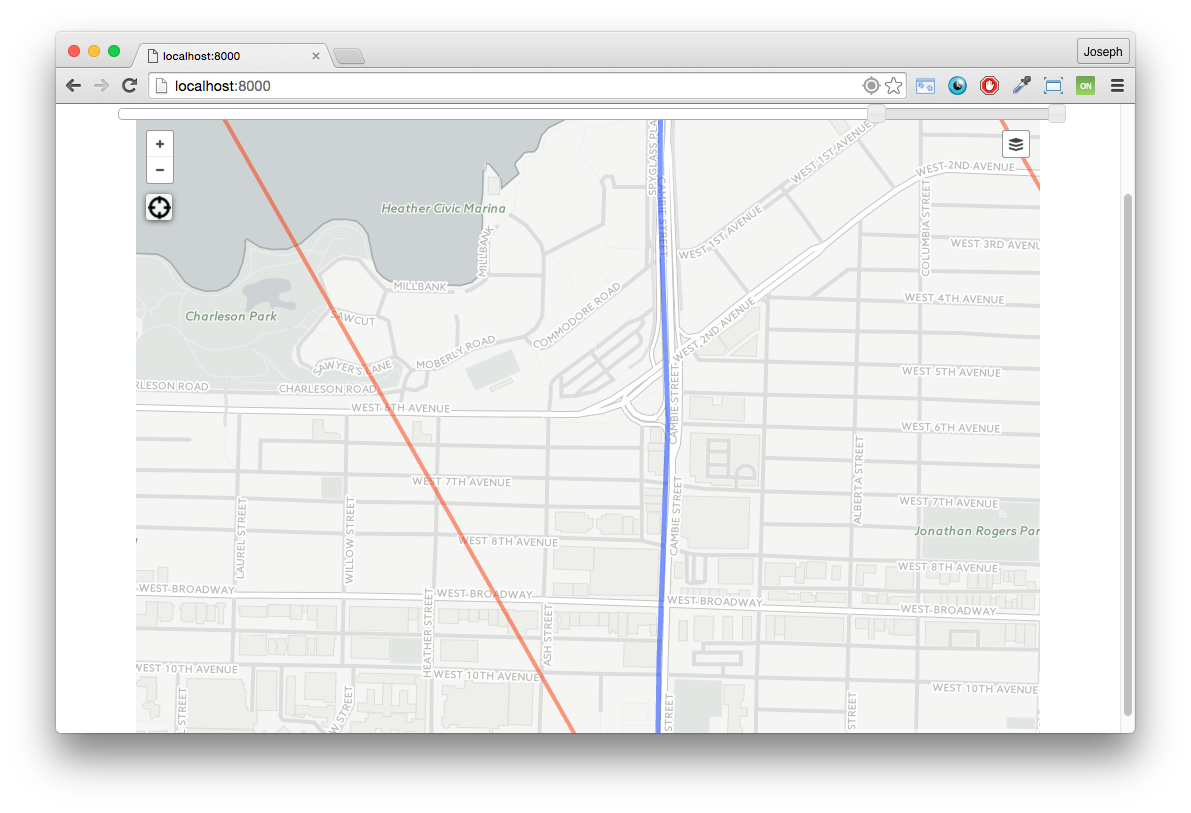 localhost:8000
Joseph
localhost:8000
ON
+
−
SPYGLASS PLA
CAMBIE STREET
WEST 1ST AVENUE
WEST 2ND AVENUE
COLUMBIA STREET
Heather Civic Marina
MILLBANK
WEST 1ST AVENUE
WEST 3RD AVENU
MILLBANK
WEST 4TH AVENUE
Charleson Park
SAWCUT
COMMODORE ROAD
WEST 2ND AVENUE
MOBERLY ROAD
SAWYER'S LANE
WEST 5TH AVENUE
RLESON ROAD
CHARLESON ROAD
CAMBIE STREET
WEST 6TH AVENUE
WEST 6TH AVENUE
ALBERTA STREET
WEST 7TH AVENUE
CAMBIE STREET
WEST 7TH AVENUE
LAUREL STREET
WILLOW STREET
Jonathan Rogers Par
WEST 8TH AVENUE
WEST 8TH AVENUE
WEST BROADWAY
HEATHER STREET
WEST BROADWAY
WEST BROADWAY
WEST BROADWAY
ASH STREET
WEST 10TH AVENUE
WEST 10TH AVENUE
WEST 10TH AVENUE
STREET
W STREET
STREET
STREET